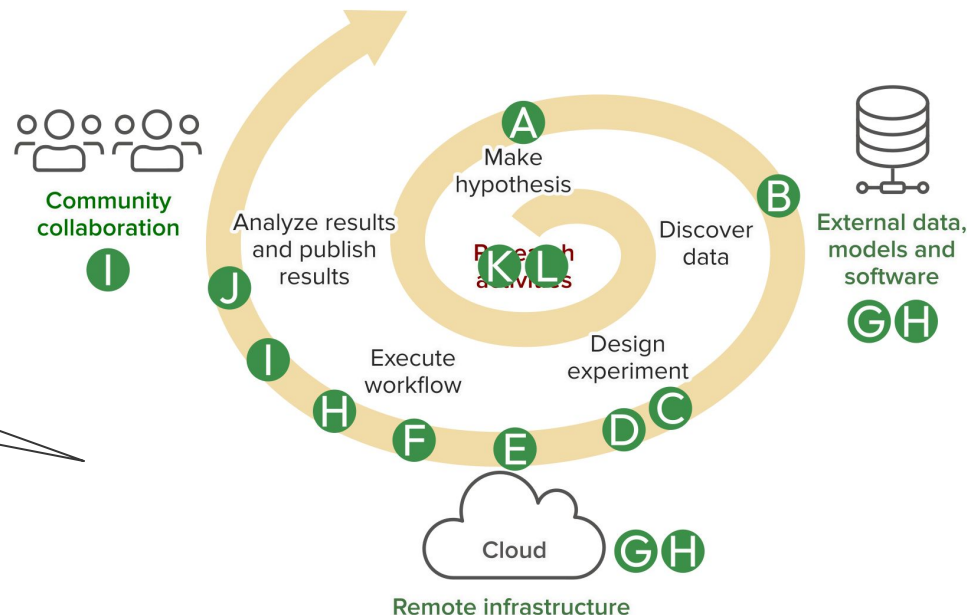 A
Make
hypothesis
B
Discover
data
External data,
models and
software
G H
Community
collaboration
I
Analyze results
and publish
results
K L
J
Design
experiment
Execute
workflow
I
H
F
E
D
C
Cloud
G H
Remote infrastructure